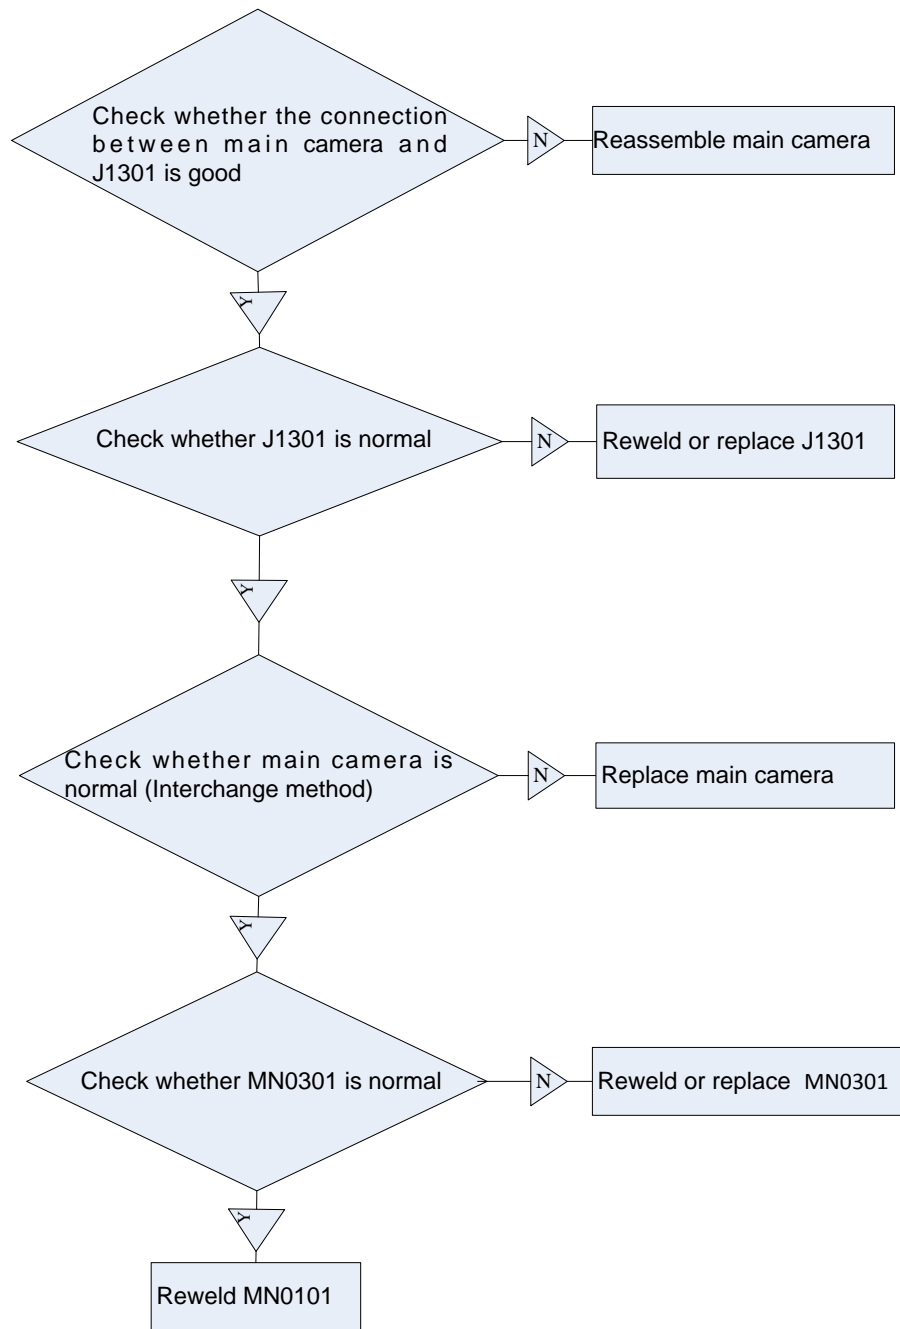 Check whether the connection
between main camera and
J1301 is good
N
Reassemble main camera
Y
Check whether J1301 is normal
N
Reweld or replace J1301
Y
Check whether main camera is
normal (Interchange method)
N
Replace main camera
Y
Check whether MN0301 is normal
N
Reweld or replace MN0301
Y
Reweld MN0101